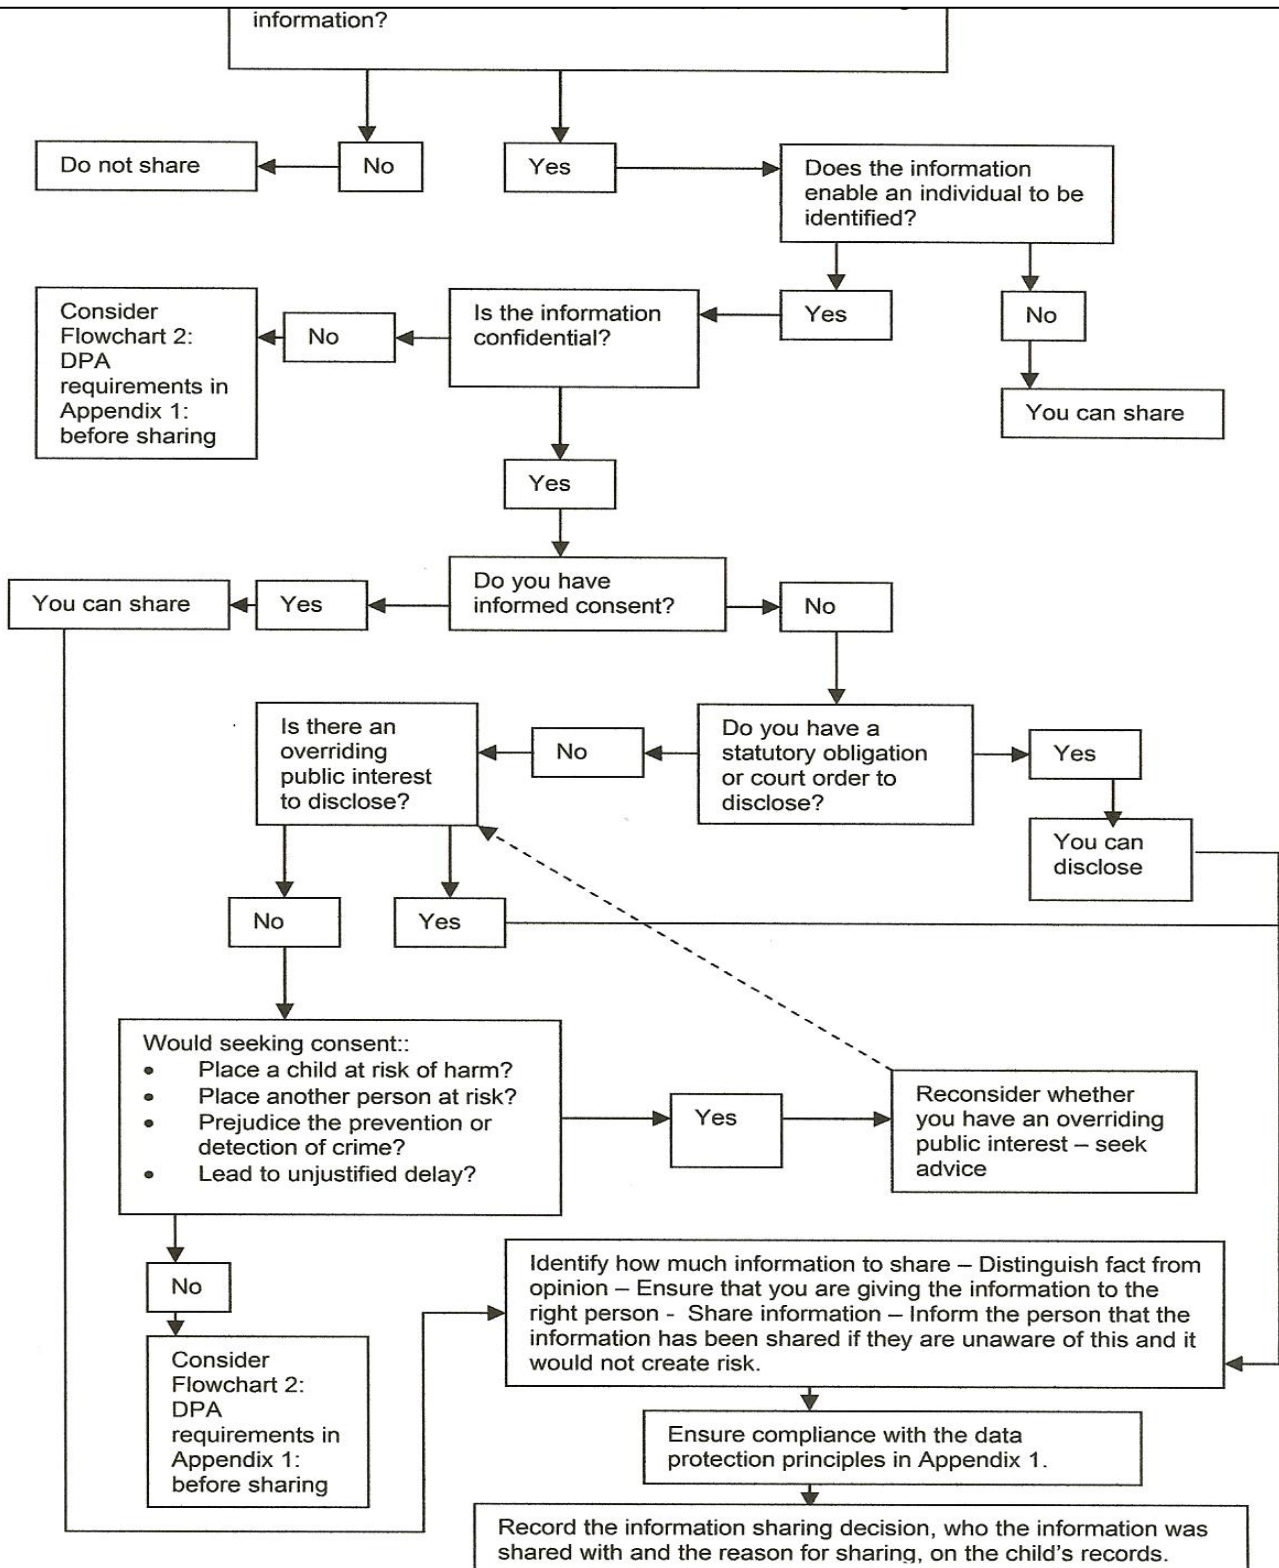 information?
Do not share
No
Yes
Does the information
enable an individual to be
identified?
Consider
Flowchart 2:
DPA
requirements in
Appendix 1:
before sharing
No
Is the information
confidential?
Yes
No
You can share
Yes
You can share
Yes
Do you have
informed consent?
No
Is there an
overriding
public interest
to disclose?
No
Do you have a
statutory obligation
or court order to
disclose?
Yes
You can
disclose
No
Yes
Would seeking consent::
• Place a child at risk of harm?
• Place another person at risk?
• Prejudice the prevention or
detection of crime?
• Lead to unjustified delay?
Yes
Reconsider whether
you have an overriding
public interest – seek
advice
No
Consider
Flowchart 2:
DPA
requirements in
Appendix 1:
before sharing
Identify how much information to share – Distinguish fact from
opinion – Ensure that you are giving the information to the
right person - Share information – Inform the person that the
information has been shared if they are unaware of this and it
would not create risk.
Ensure compliance with the data
protection principles in Appendix 1.
Record the information sharing decision, who the information was
shared with and the reason for sharing, on the child's records.